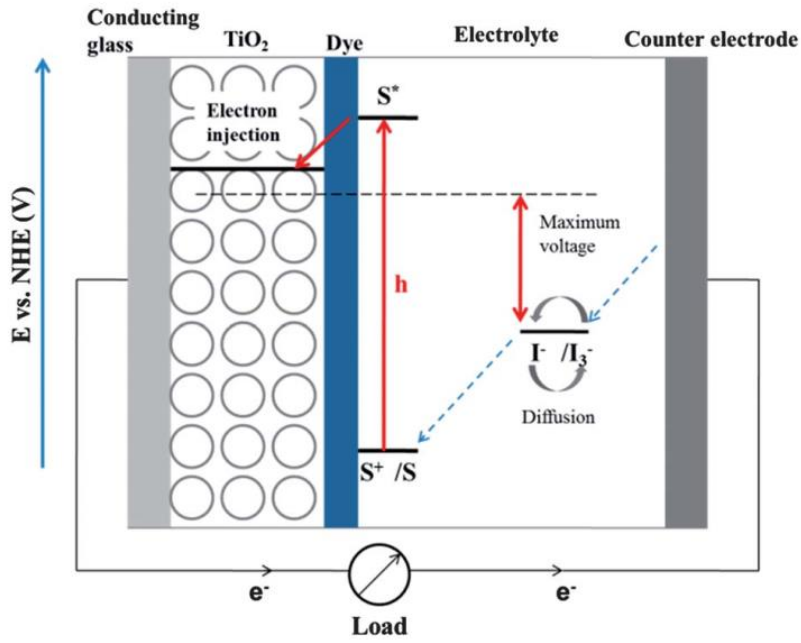 Conducting
glass
TiO₂
Dye
Electrolyte
Counter electrode
S*
Electron
injection
E vs. NHE (V)
Maximum
voltage
h
I⁻ /I₃⁻
Diffusion
S⁺ /S
e⁻
e⁻
Load